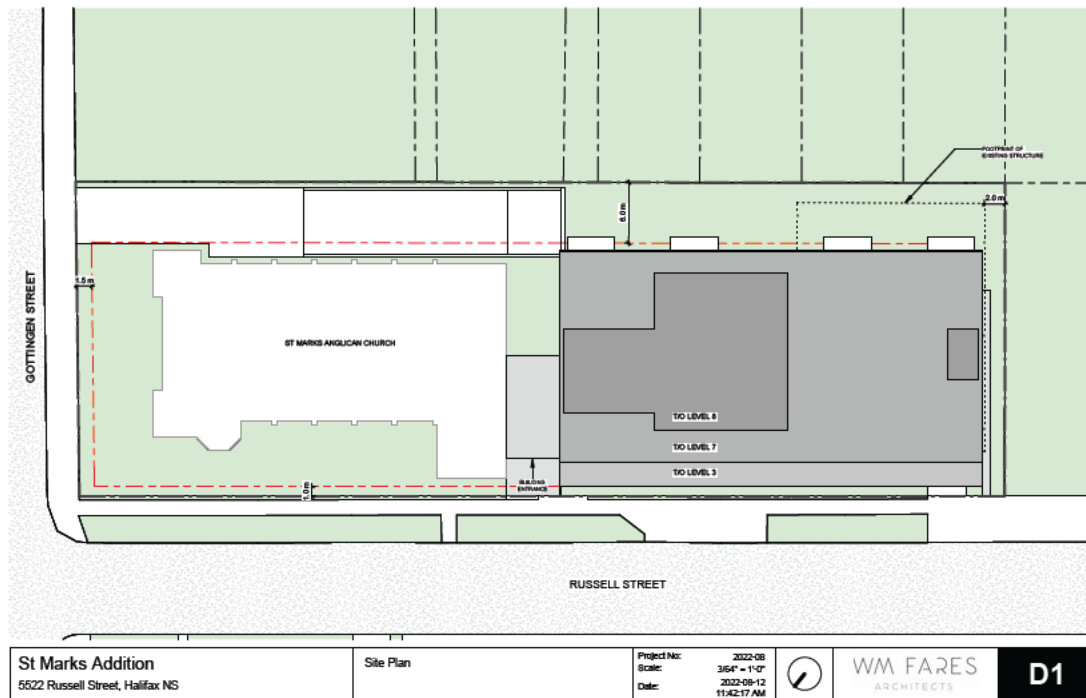 FOOTPRINT OF
EXISTING STRUCTURE
2.0 m
6.0 m
1.5 m
GOTTINGEN STREET
ST MARKS ANGLICAN CHURCH
T/O LEVEL 8
T/O LEVEL 7
T/O LEVEL 3
BUILDING
ENTRANCE
1.0 m
RUSSELL STREET
St Marks Addition
5522 Russell Street, Halifax NS
Site Plan
Project No: 2022-08
Scale: 3/64" = 1'-0"
Date: 2022-08-12
11:42:17 AM
WM FARES
ARCHITECTS
D1